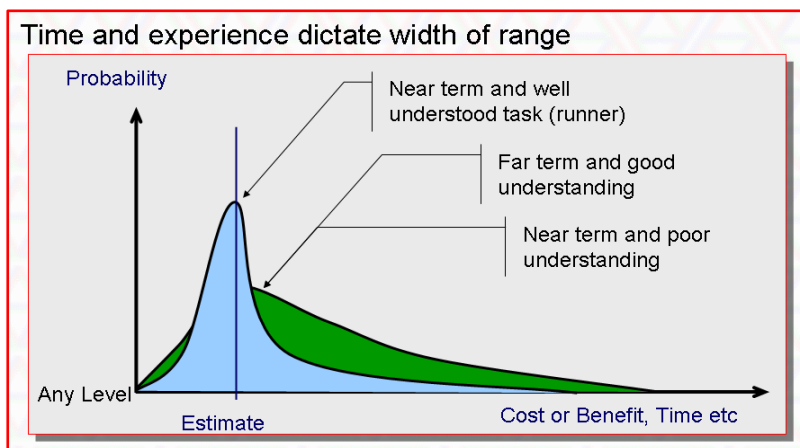 Time and experience dictate width of range
Probability
Near term and well
understood task (runner)
Far term and good
understanding
Near term and poor
understanding
Any Level
Estimate
Cost or Benefit, Time etc